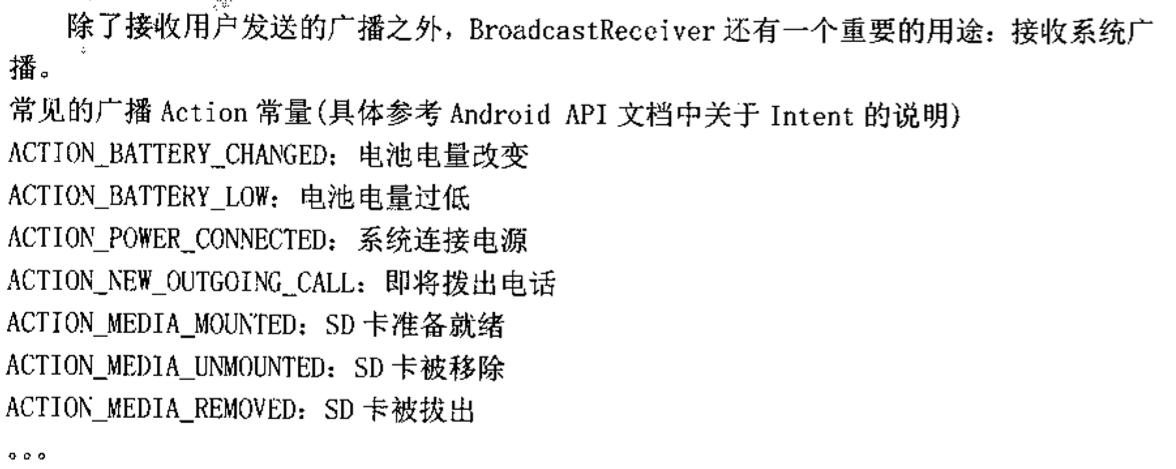 除了接收用户发送的广播之外，BroadcastReceiver 还有一个重要的用途：接收系统广
播。
常见的广播 Action 常量(具体参考 Android API 文档中关于 Intent 的说明)
ACTION_BATTERY_CHANGED：电池电量改变
ACTION_BATTERY_LOW：电池电量过低
ACTION_POWER_CONNECTED：系统连接电源
ACTION_NEW_OUTGOING_CALL：即将拨出电话
ACTION_MEDIA_MOUNTED：SD 卡准备就绪
ACTION_MEDIA_UNMOUNTED：SD 卡被移除
ACTION_MEDIA_REMOVED：SD 卡被拔出
。。。